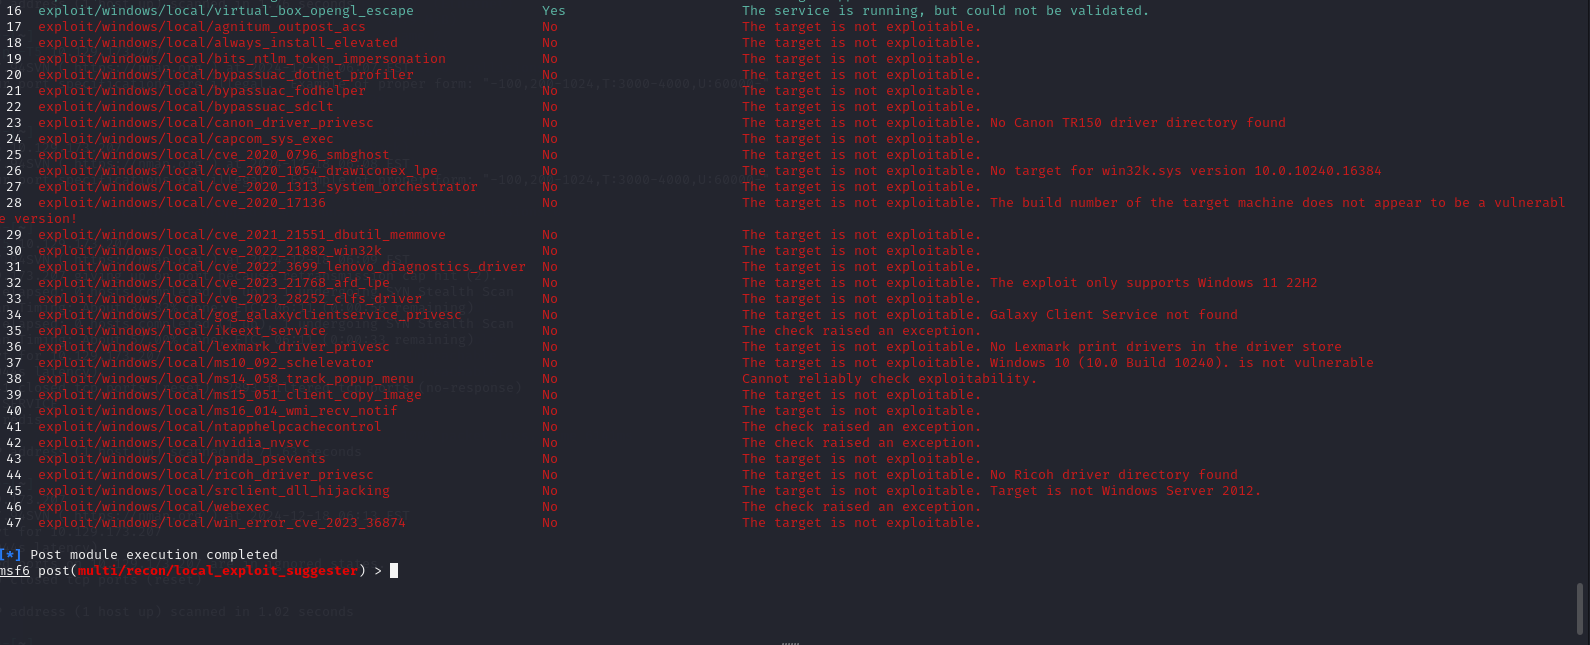 16 exploit/windows/local/virtual_box_opengl_escape Yes The service is running, but could not be validated.
17 exploit/windows/local/agnitum_outpost_acs No The target is not exploitable.
18 exploit/windows/local/always_install_elevated No The target is not exploitable.
19 exploit/windows/local/bits_ntlm_token_impersonation No The target is not exploitable.
20 exploit/windows/local/bypassuac_dotnet_profiler No The target is not exploitable.
21 exploit/windows/local/bypassuac_fodhelper No The target is not exploitable.
22 exploit/windows/local/bypassuac_sdclt No The target is not exploitable.
23 exploit/windows/local/canon_driver_privesc No The target is not exploitable. No Canon TR150 driver directory found
24 exploit/windows/local/capcom_sys_exec No The target is not exploitable.
25 exploit/windows/local/cve_2020_0796_smbghost No The target is not exploitable.
26 exploit/windows/local/cve_2020_1054_drawiconex_lpe No The target is not exploitable. No target for win32k.sys version 10.0.10240.16384
27 exploit/windows/local/cve_2020_1313_system_orchestrator No The target is not exploitable.
28 exploit/windows/local/cve_2020_17136 No The target is not exploitable. The build number of the target machine does not appear to be a vulnerabl
e version!
29 exploit/windows/local/cve_2021_21551_dbutil_memmove No The target is not exploitable.
30 exploit/windows/local/cve_2022_21882_win32k No The target is not exploitable.
31 exploit/windows/local/cve_2022_3699_lenovo_diagnostics_driver No The target is not exploitable.
32 exploit/windows/local/cve_2023_21768_afd_lpe No The target is not exploitable. The exploit only supports Windows 11 22H2
33 exploit/windows/local/cve_2023_28252_clfs_driver No The target is not exploitable.
34 exploit/windows/local/gog_galaxyclientservice_privesc No The target is not exploitable. Galaxy Client Service not found
35 exploit/windows/local/ikeext_service No The check raised an exception.
36 exploit/windows/local/lexmark_driver_privesc No The target is not exploitable. No Lexmark print drivers in the driver store
37 exploit/windows/local/ms10_092_schelevator No The target is not exploitable. Windows 10 (10.0 Build 10240). is not vulnerable
38 exploit/windows/local/ms14_058_track_popup_menu No Cannot reliably check exploitability.
39 exploit/windows/local/ms15_051_client_copy_image No The target is not exploitable.
40 exploit/windows/local/ms16_014_wmi_recv_notif No The target is not exploitable.
41 exploit/windows/local/ntapphelpcachecontrol No The check raised an exception.
42 exploit/windows/local/nvidia_nvsvc No The check raised an exception.
43 exploit/windows/local/panda_psevents No The target is not exploitable.
44 exploit/windows/local/ricoh_driver_privesc No The target is not exploitable. No Ricoh driver directory found
45 exploit/windows/local/srclient_dll_hijacking No The target is not exploitable. Target is not Windows Server 2012.
46 exploit/windows/local/webexec No The check raised an exception.
47 exploit/windows/local/win_error_cve_2023_36874 No The target is not exploitable.
[*] Post module execution completed
msf6 post(multi/recon/local_exploit_suggester) >
address (1 host up) scanned in 1.02 seconds